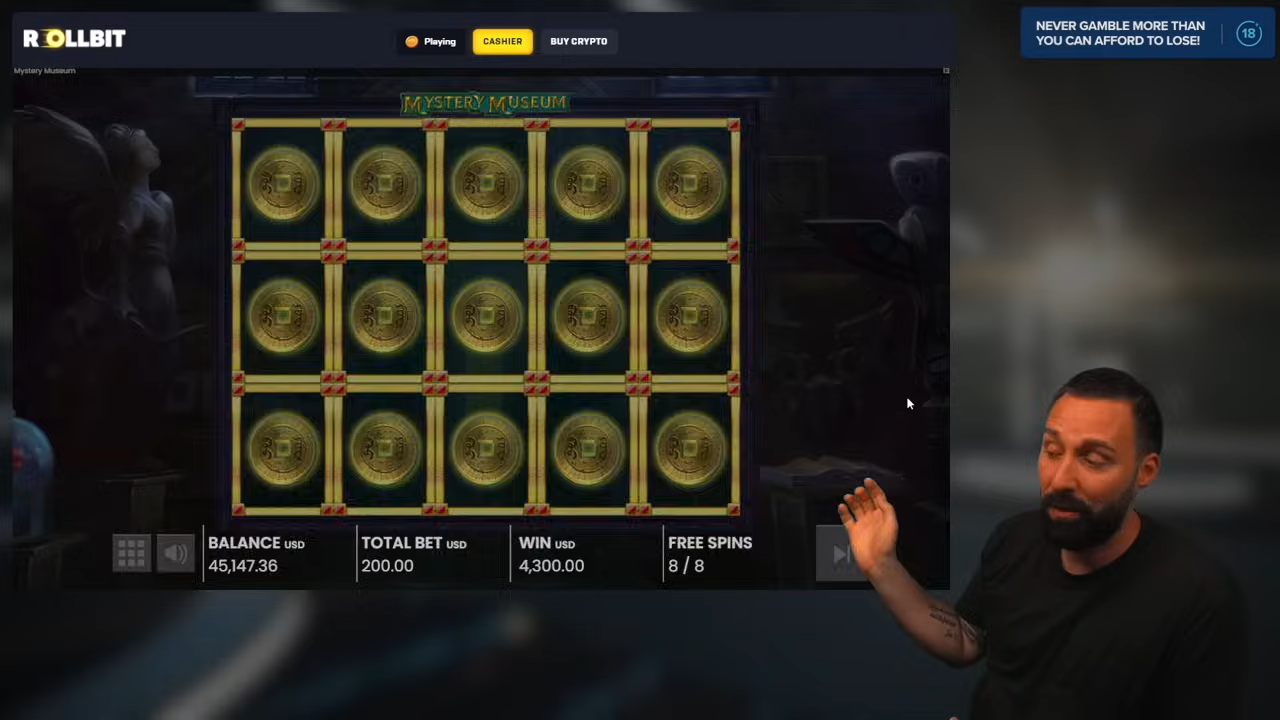 ROLLBIT
Playing
CASHIER
BUY CRYPTO
NEVER GAMBLE MORE THAN
YOU CAN AFFORD TO LOSE!
18+
Mystery Museum
MYSTERY MUSEUM
BALANCE USD
45,147.36
TOTAL BET USD
200.00
WIN USD
4,300.00
FREE SPINS
8 / 8